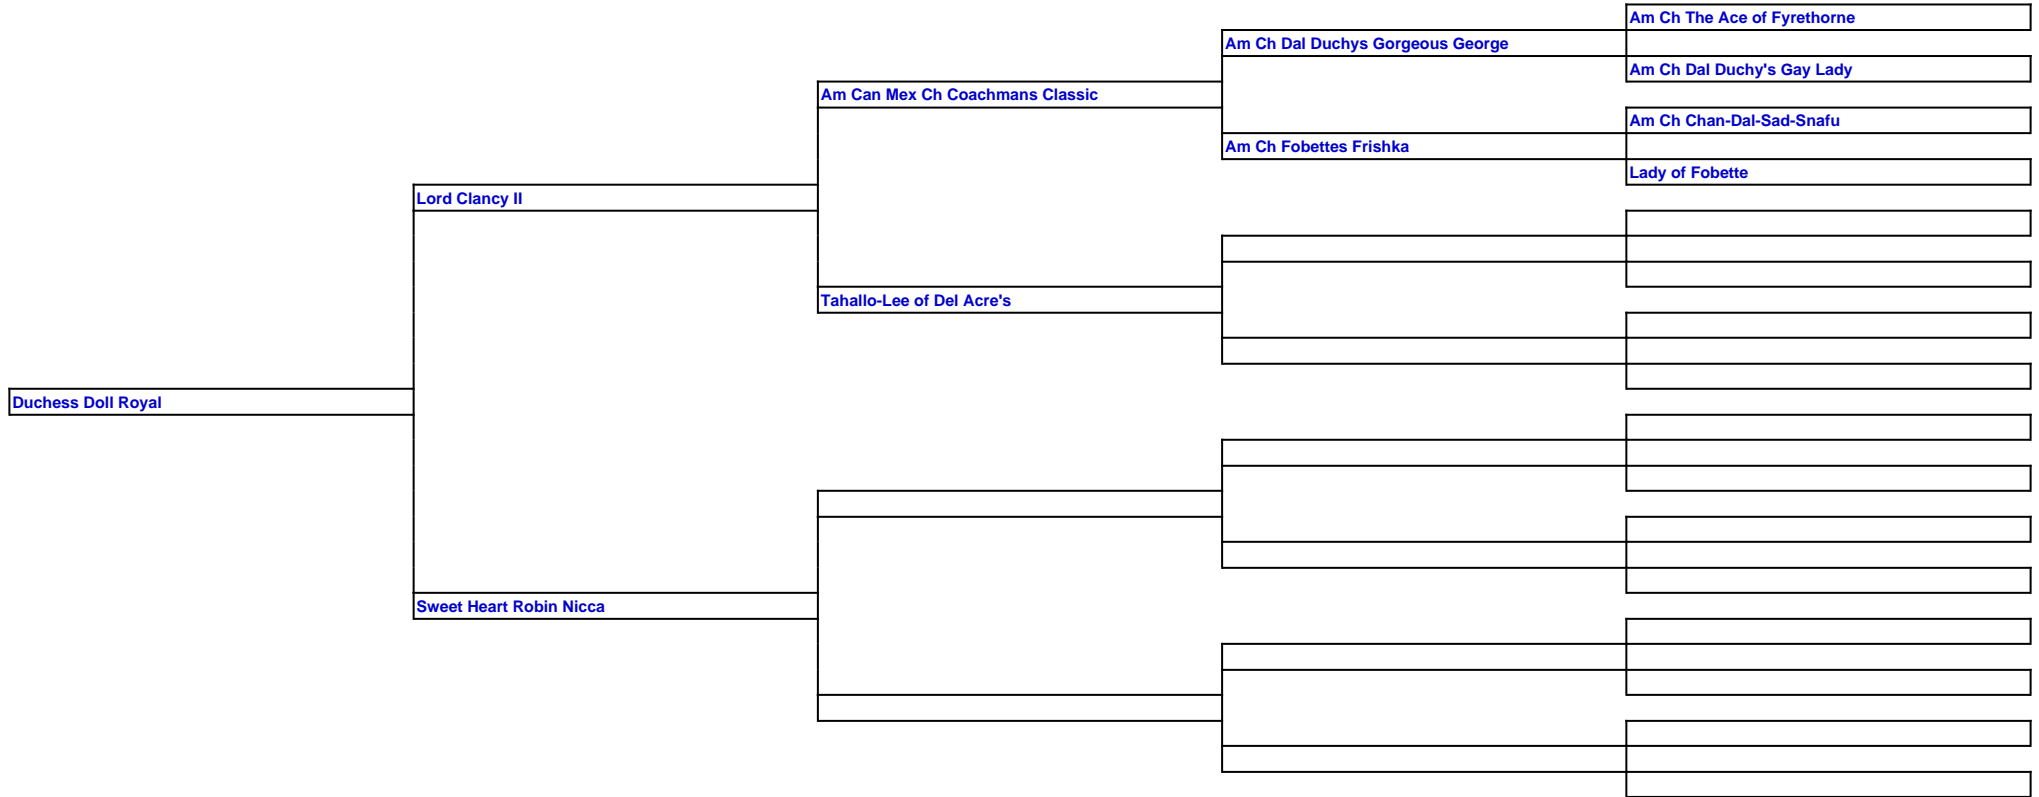 Am Ch The Ace of Fyrethorne
Am Ch Dal Duchys Gorgeous George
Am Ch Dal Duchy's Gay Lady
Am Can Mex Ch Coachmans Classic
Am Ch Chan-Dal-Sad-Snafu
Am Ch Fobettes Frishka
Lady of Fobette
Lord Clancy II
Tahallo-Lee of Del Acre's
Duchess Doll Royal
Sweet Heart Robin Nicca